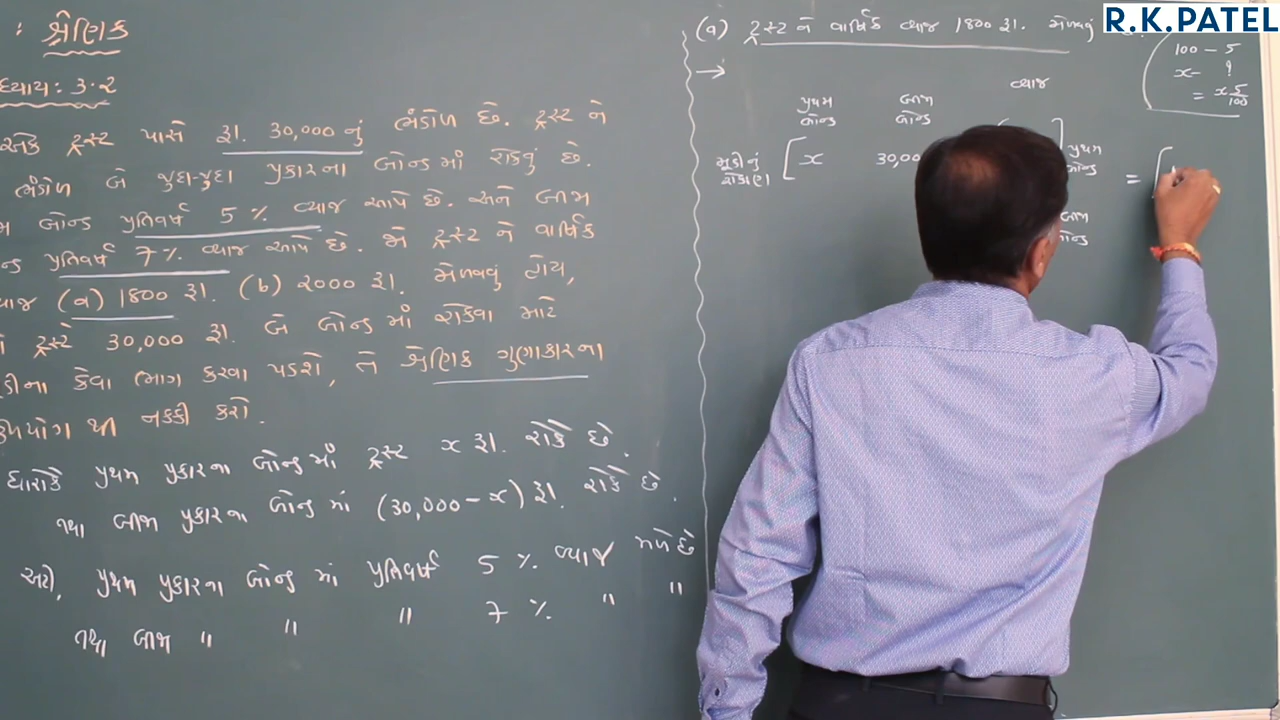 R.K.PATEL
: શ્રેણિક
ધ્યાય: 3·2
એક ટ્રસ્ટ પાસે રૂા. 30,000નું ભંડોળ છે. ટ્રસ્ટ ને
ભંડોળ બે જુદા-જુદા પ્રકારના બોન્ડ માં રોકવું છે.
મ બોન્ડ પ્રતિવર્ષ 5 % વ્યાજ આપે છે. અને બીજા
ન્ડ પ્રતિવર્ષ 7% વ્યાજ આપે છે. જો ટ્રસ્ટ ને વાર્ષિક
યાજ (a) 1800 રૂા. (b) 2000 રૂા. મેળવવું હોય,
ટ્રસ્ટે 30,000 રૂા. બે બોન્ડ માં રોકવા માટે
ડીના કેવા ભાગ કરવા પડશે, તે શ્રેણિક ગુણાકારના
ઉપયોગ થી નક્કી કરો.
ધારોકે પ્રથમ પ્રકારના બોન્ડ માં ટ્રસ્ટ x રૂા. રોકે છે.
તથા બીજા પ્રકારના બોન્ડ માં (30,000-x) રૂા. રોકે છે.
અહીં, પ્રથમ પ્રકારના બોન્ડ માં પ્રતિવર્ષ 5 % વ્યાજ મળે છે
તથા બીજા " " " 7 % " "
(a) ટ્રસ્ટ ને વાર્ષિક વ્યાજ 1800 રૂા. મેળવવું
100 - 5
x - ?
= x5/100
→
વ્યાજ
પ્રથમ બીજા
બોન્ડ બોન્ડ
મૂડીનું રોકાણ [ x 30,00 ] પ્રથમ બોન્ડ = [
બીજા